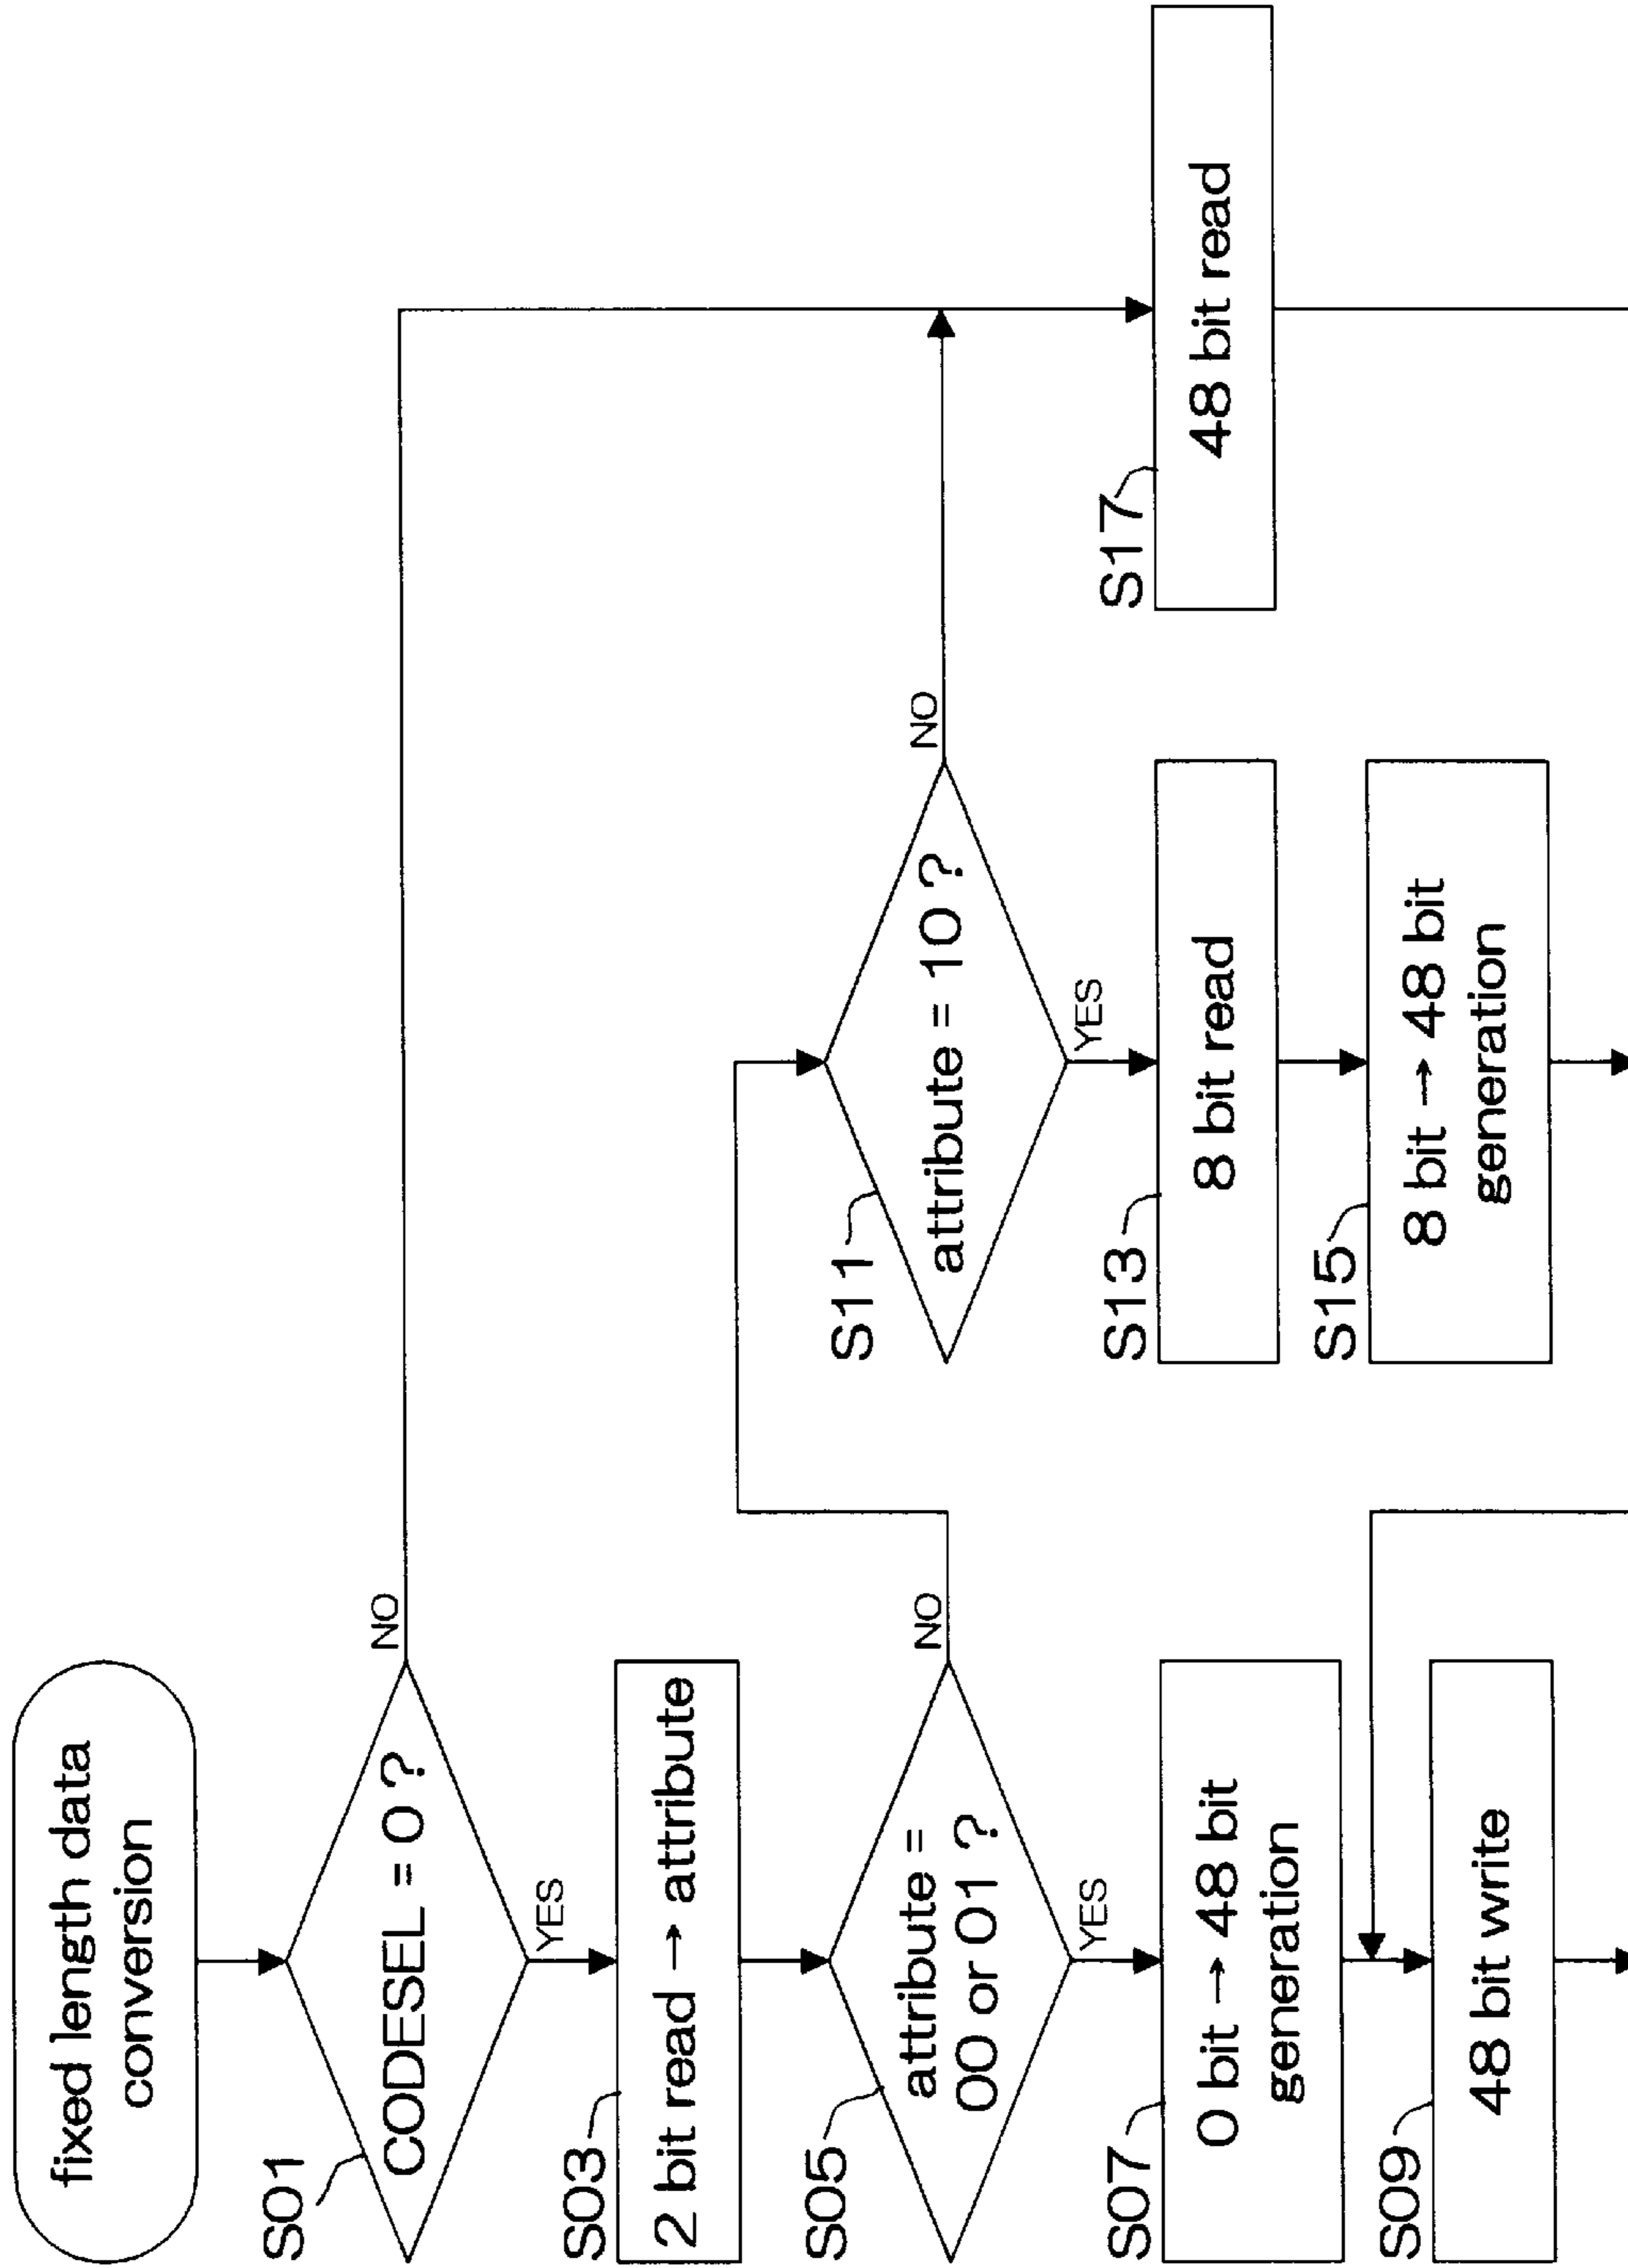 fixed length data
conversion
S01
CODESEL = 0 ?
NO
YES
S03
2 bit read → attribute
S05
attribute =
00 or 01 ?
NO
YES
S07
0 bit → 48 bit
generation
S09
48 bit write
S11
attribute = 10 ?
NO
YES
S13
8 bit read
S15
8 bit → 48 bit
generation
S17
48 bit read